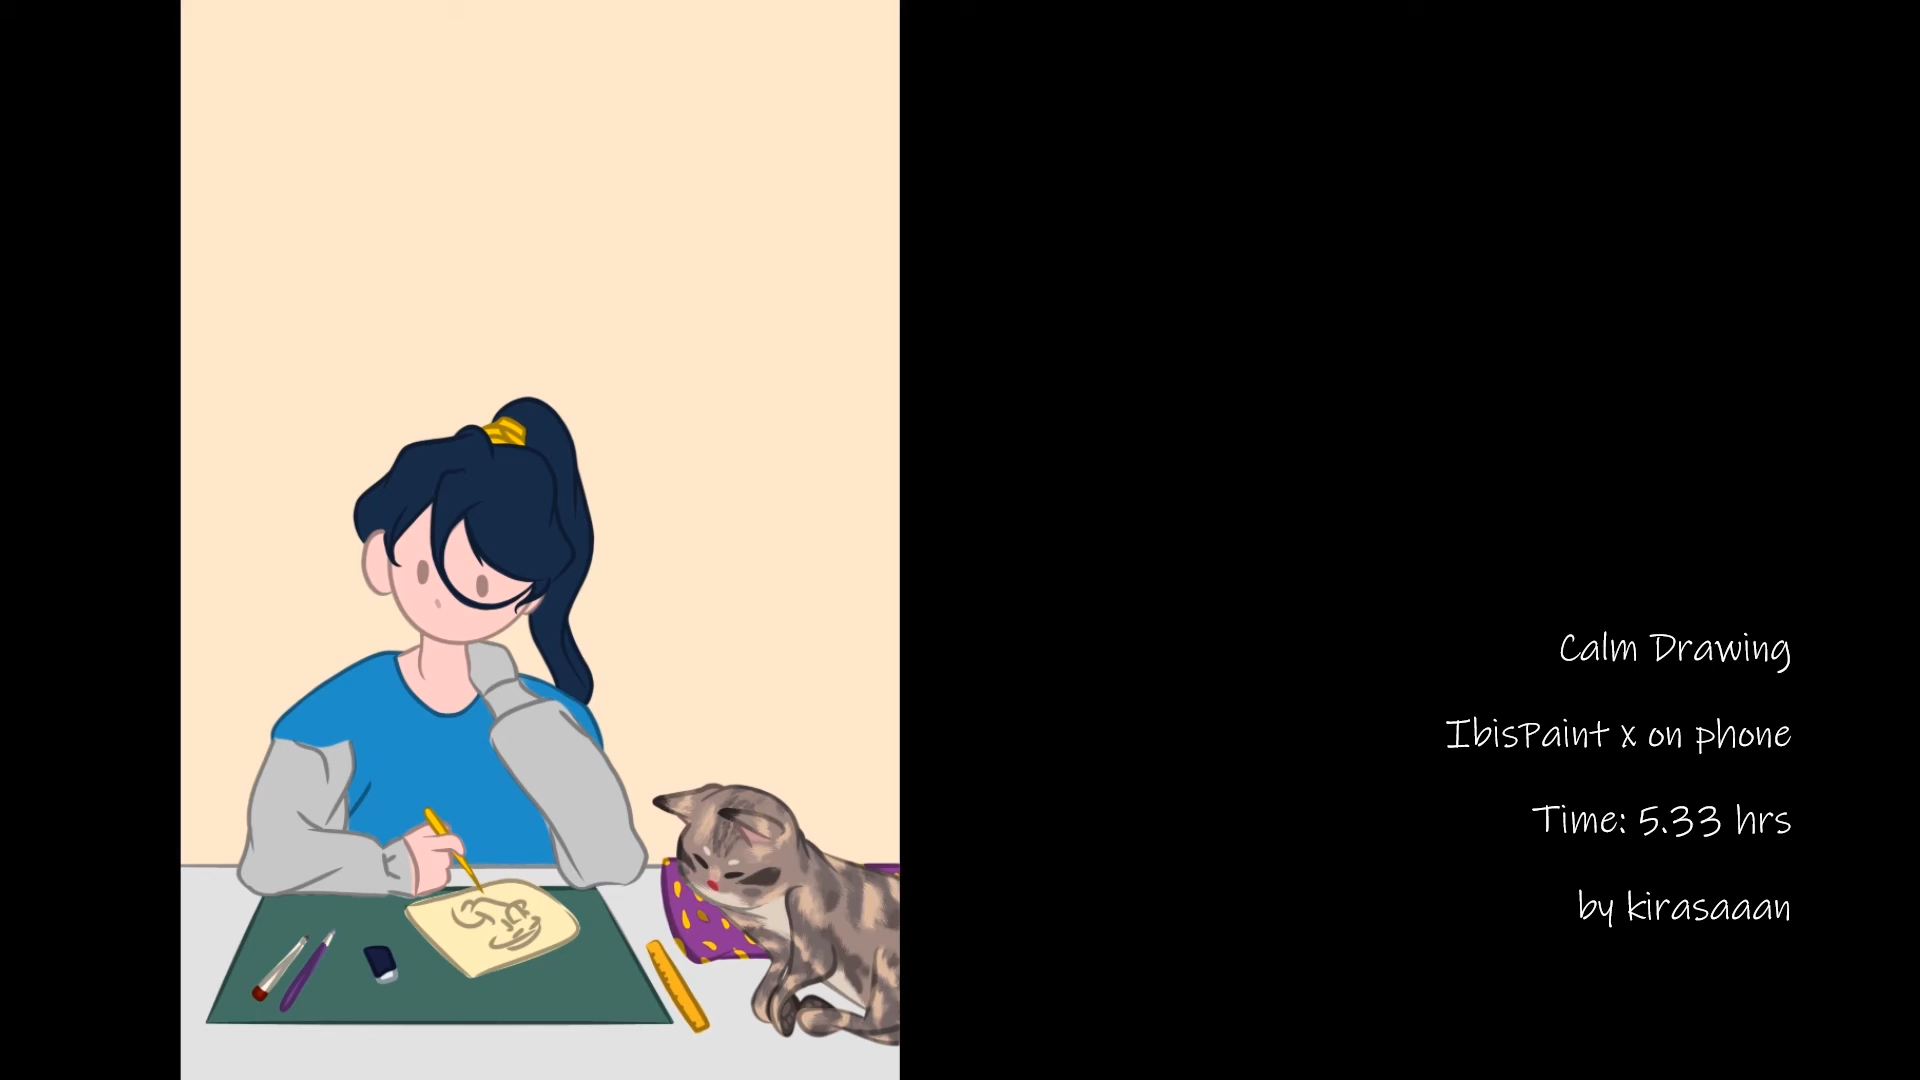 Calm Drawing
IbisPaint x on phone
Time: 5.33 hrs
by kirasaaan